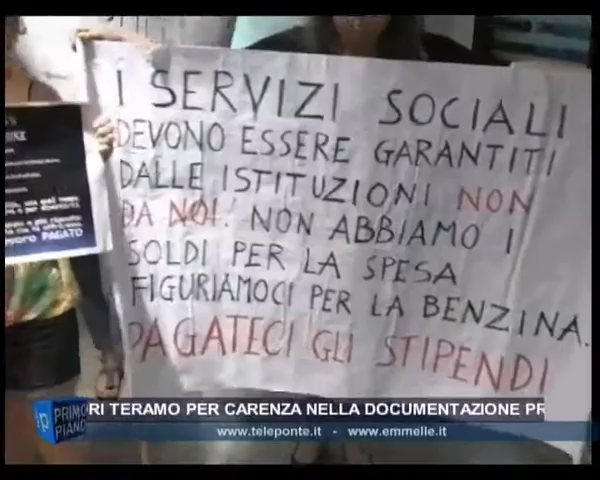 I SERVIZI SOCIALI
DEVONO ESSERE GARANTITI
DALLE ISTITUZIONI NON
DA NOI! NON ABBIAMO I
SOLDI PER LA SPESA
FIGURIAMOCI PER LA BENZINA.
PAGATECI GLI STIPENDI
PAGATO
PRIMO
PIANO
RI TERAMO PER CARENZA NELLA DOCUMENTAZIONE PR
www.teleponte.it - www.emmelle.it